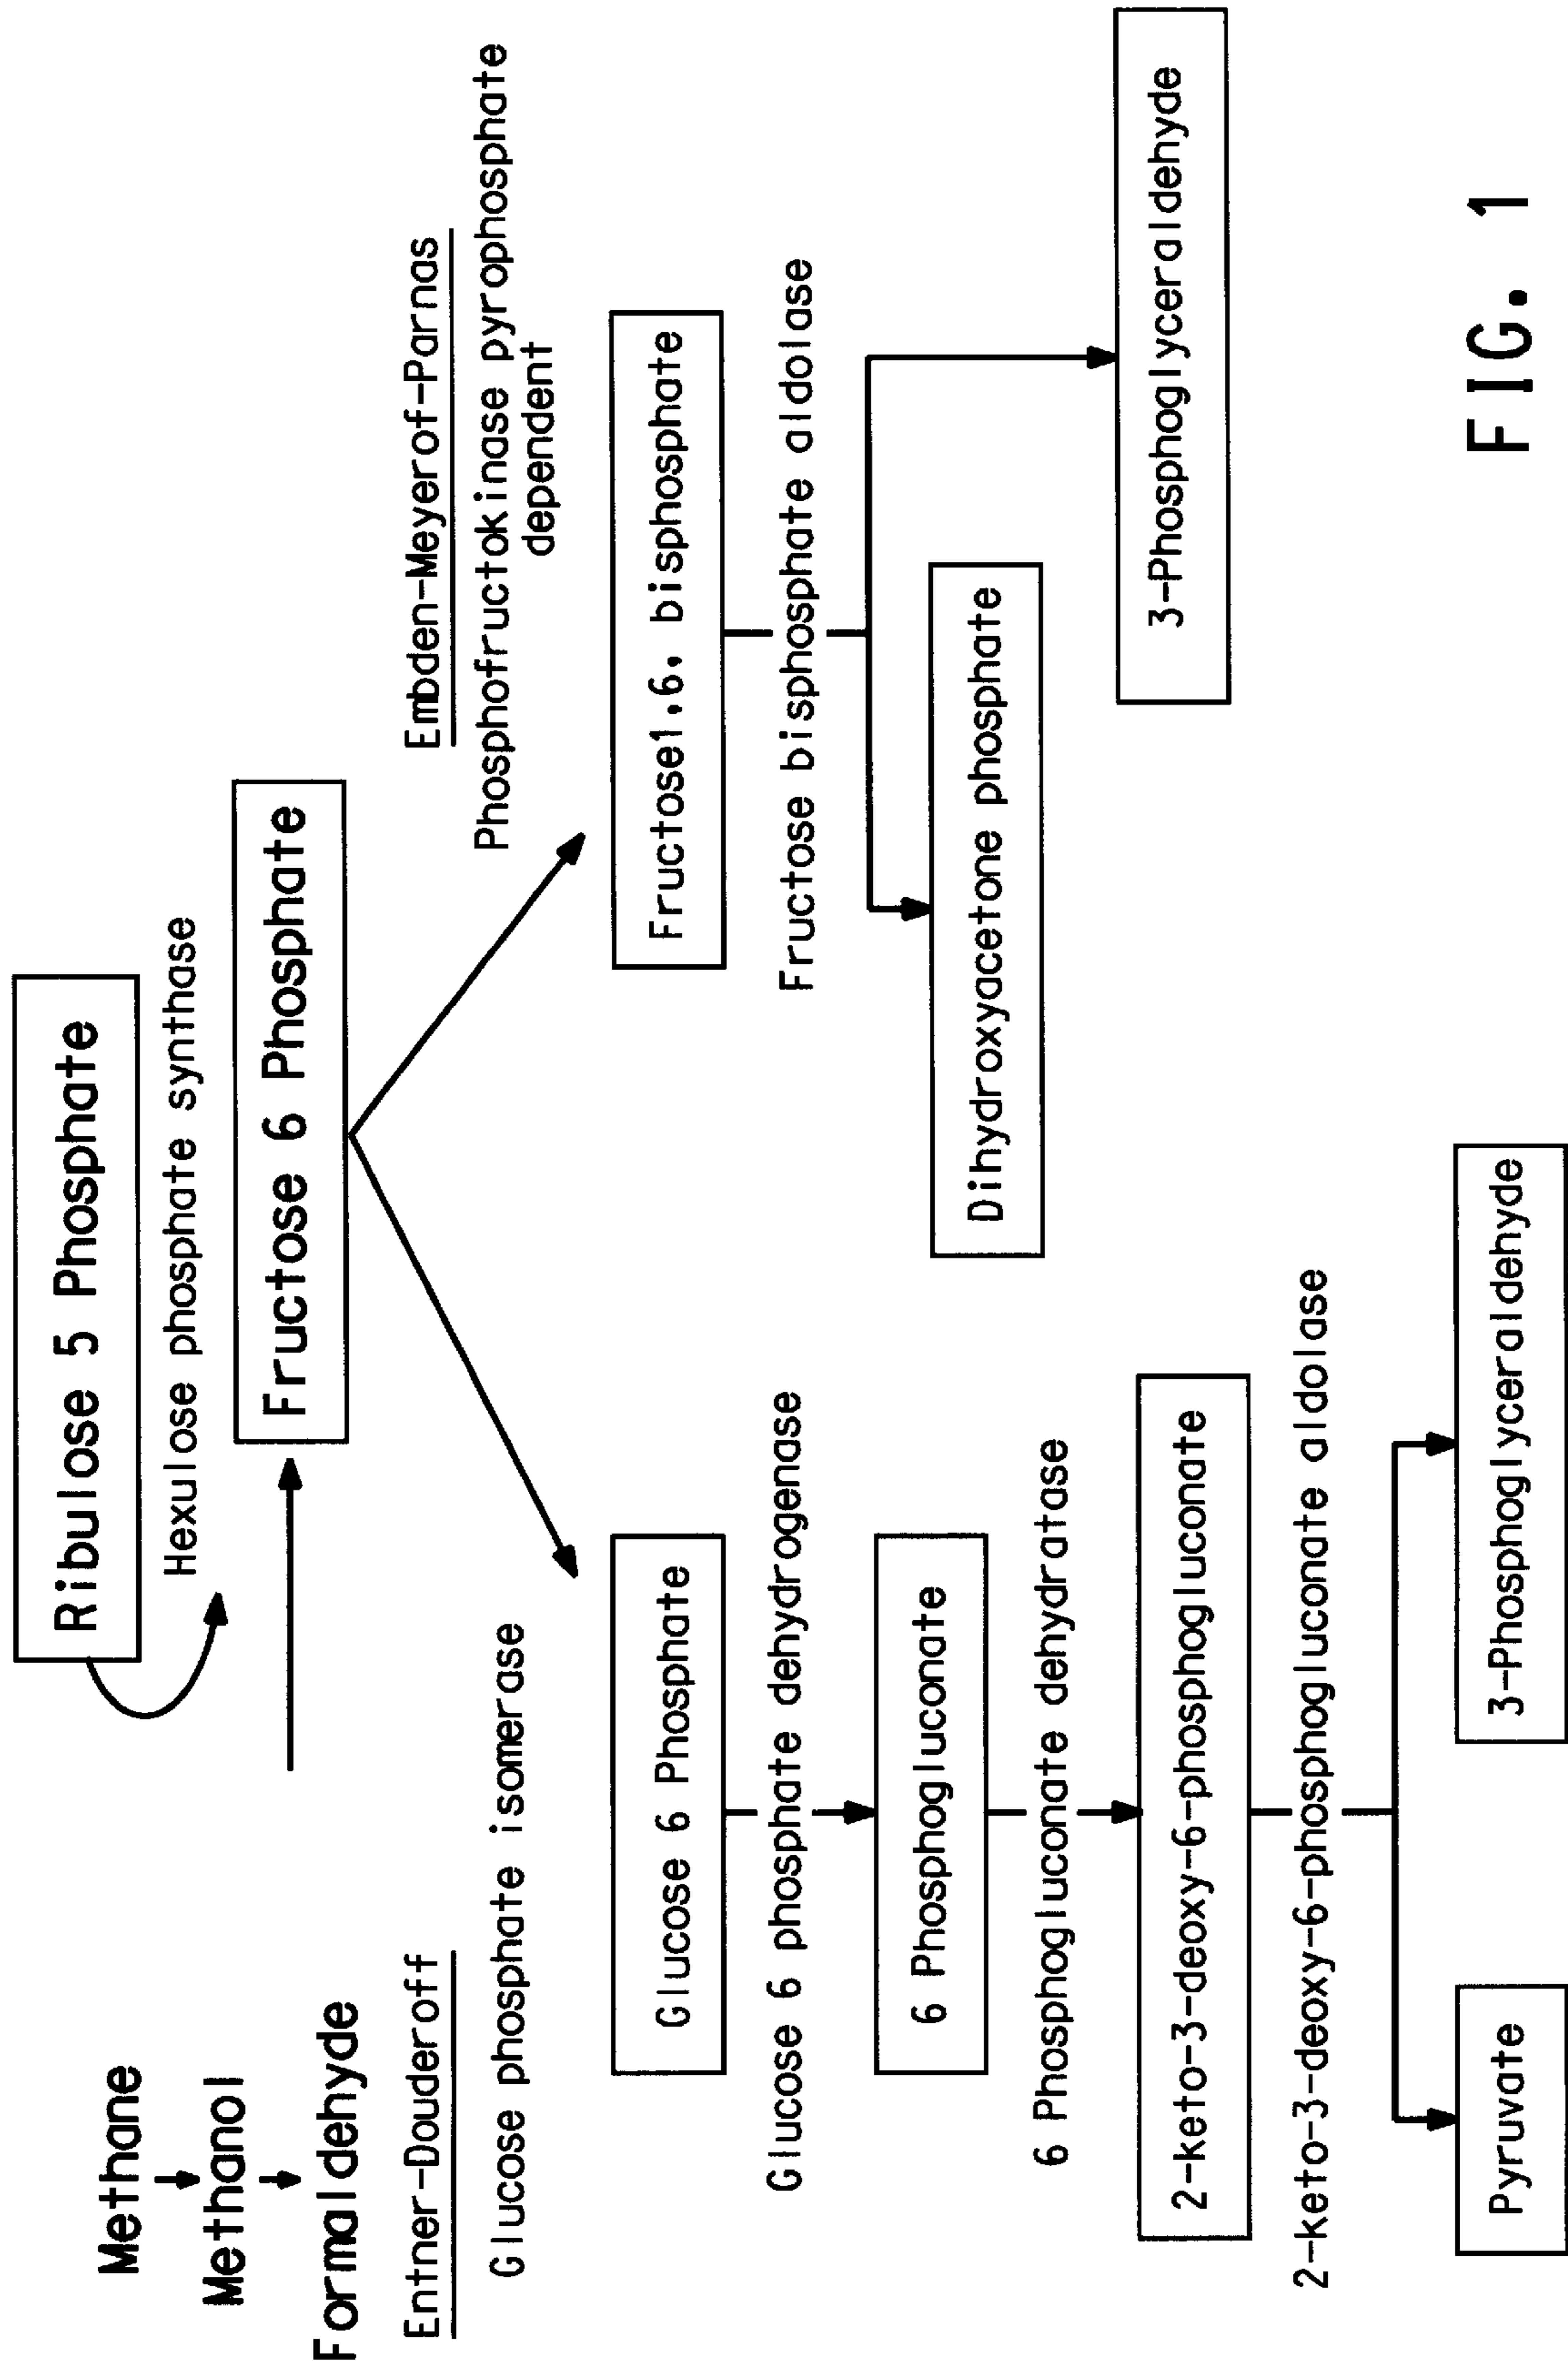 Methane
Methanol
Formaldehyde
Ribulose 5 Phosphate
Hexulose phosphate synthase
Fructose 6 Phosphate
Entner-Douderoff
Glucose phosphate isomerase
Glucose 6 Phosphate
Glucose 6 phosphate dehydrogenase
6 Phosphogluconate
6 Phosphogluconate dehydratase
2-keto-3-deoxy-6-phosphogluconate
2-keto-3-deoxy-6-phosphogluconate aldolase
Pyruvate
3-Phosphoglyceraldehyde
Embden-Meyerof-Parnas
Phosphofructokinase pyrophosphate
dependent
Fructose1,6, bisphosphate
Fructose bisphosphate aldolase
Dihydroxyacetone phosphate
3-Phosphoglyceraldehyde
FIG. 1